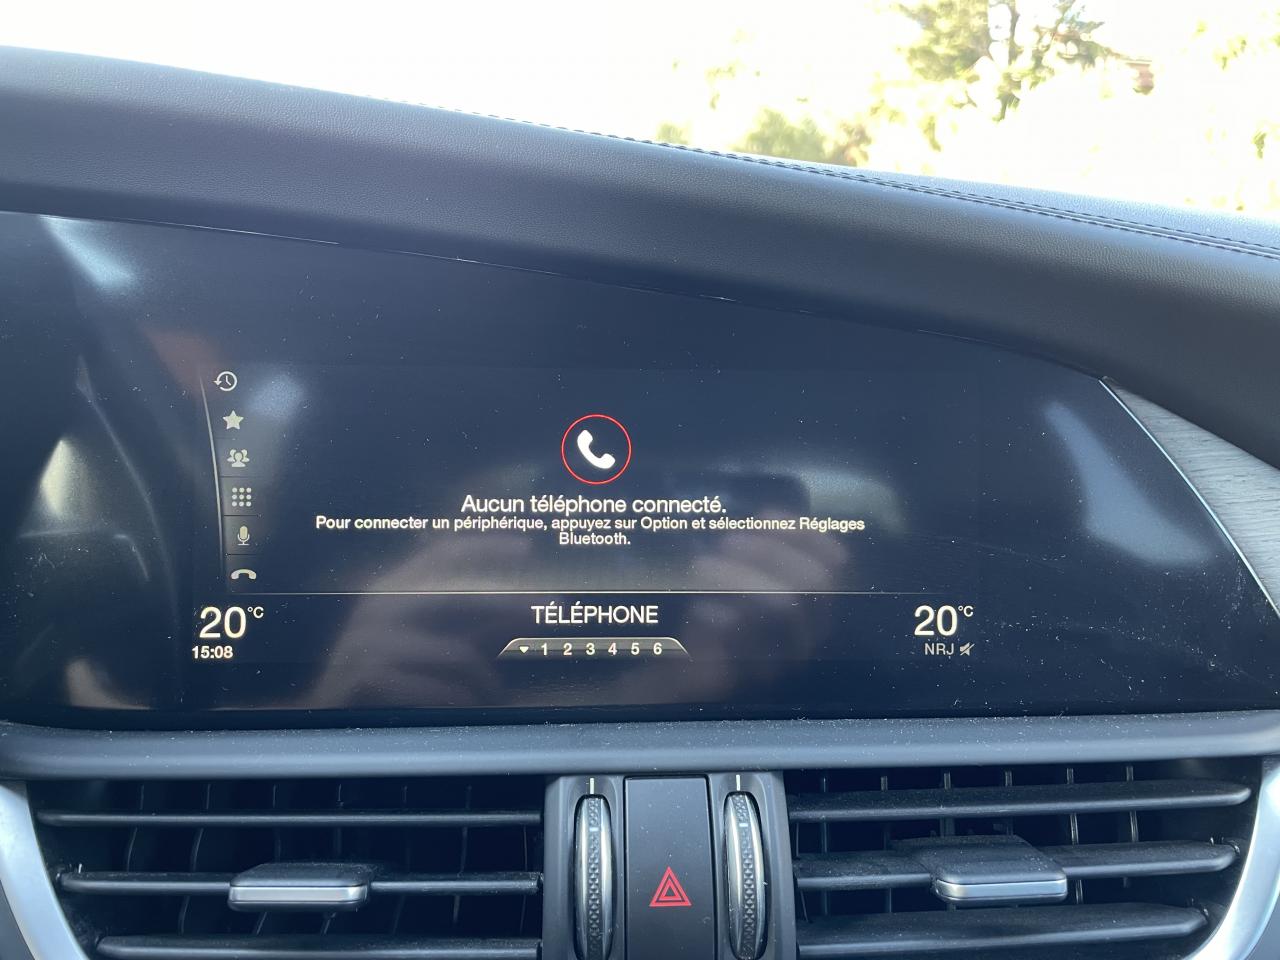 Aucun téléphone connecté.
Pour connecter un périphérique, appuyez sur Option et sélectionnez Réglages
Bluetooth.
20°C
TÉLÉPHONE
20°C
15:08
1 2 3 4 5 6
NRJ